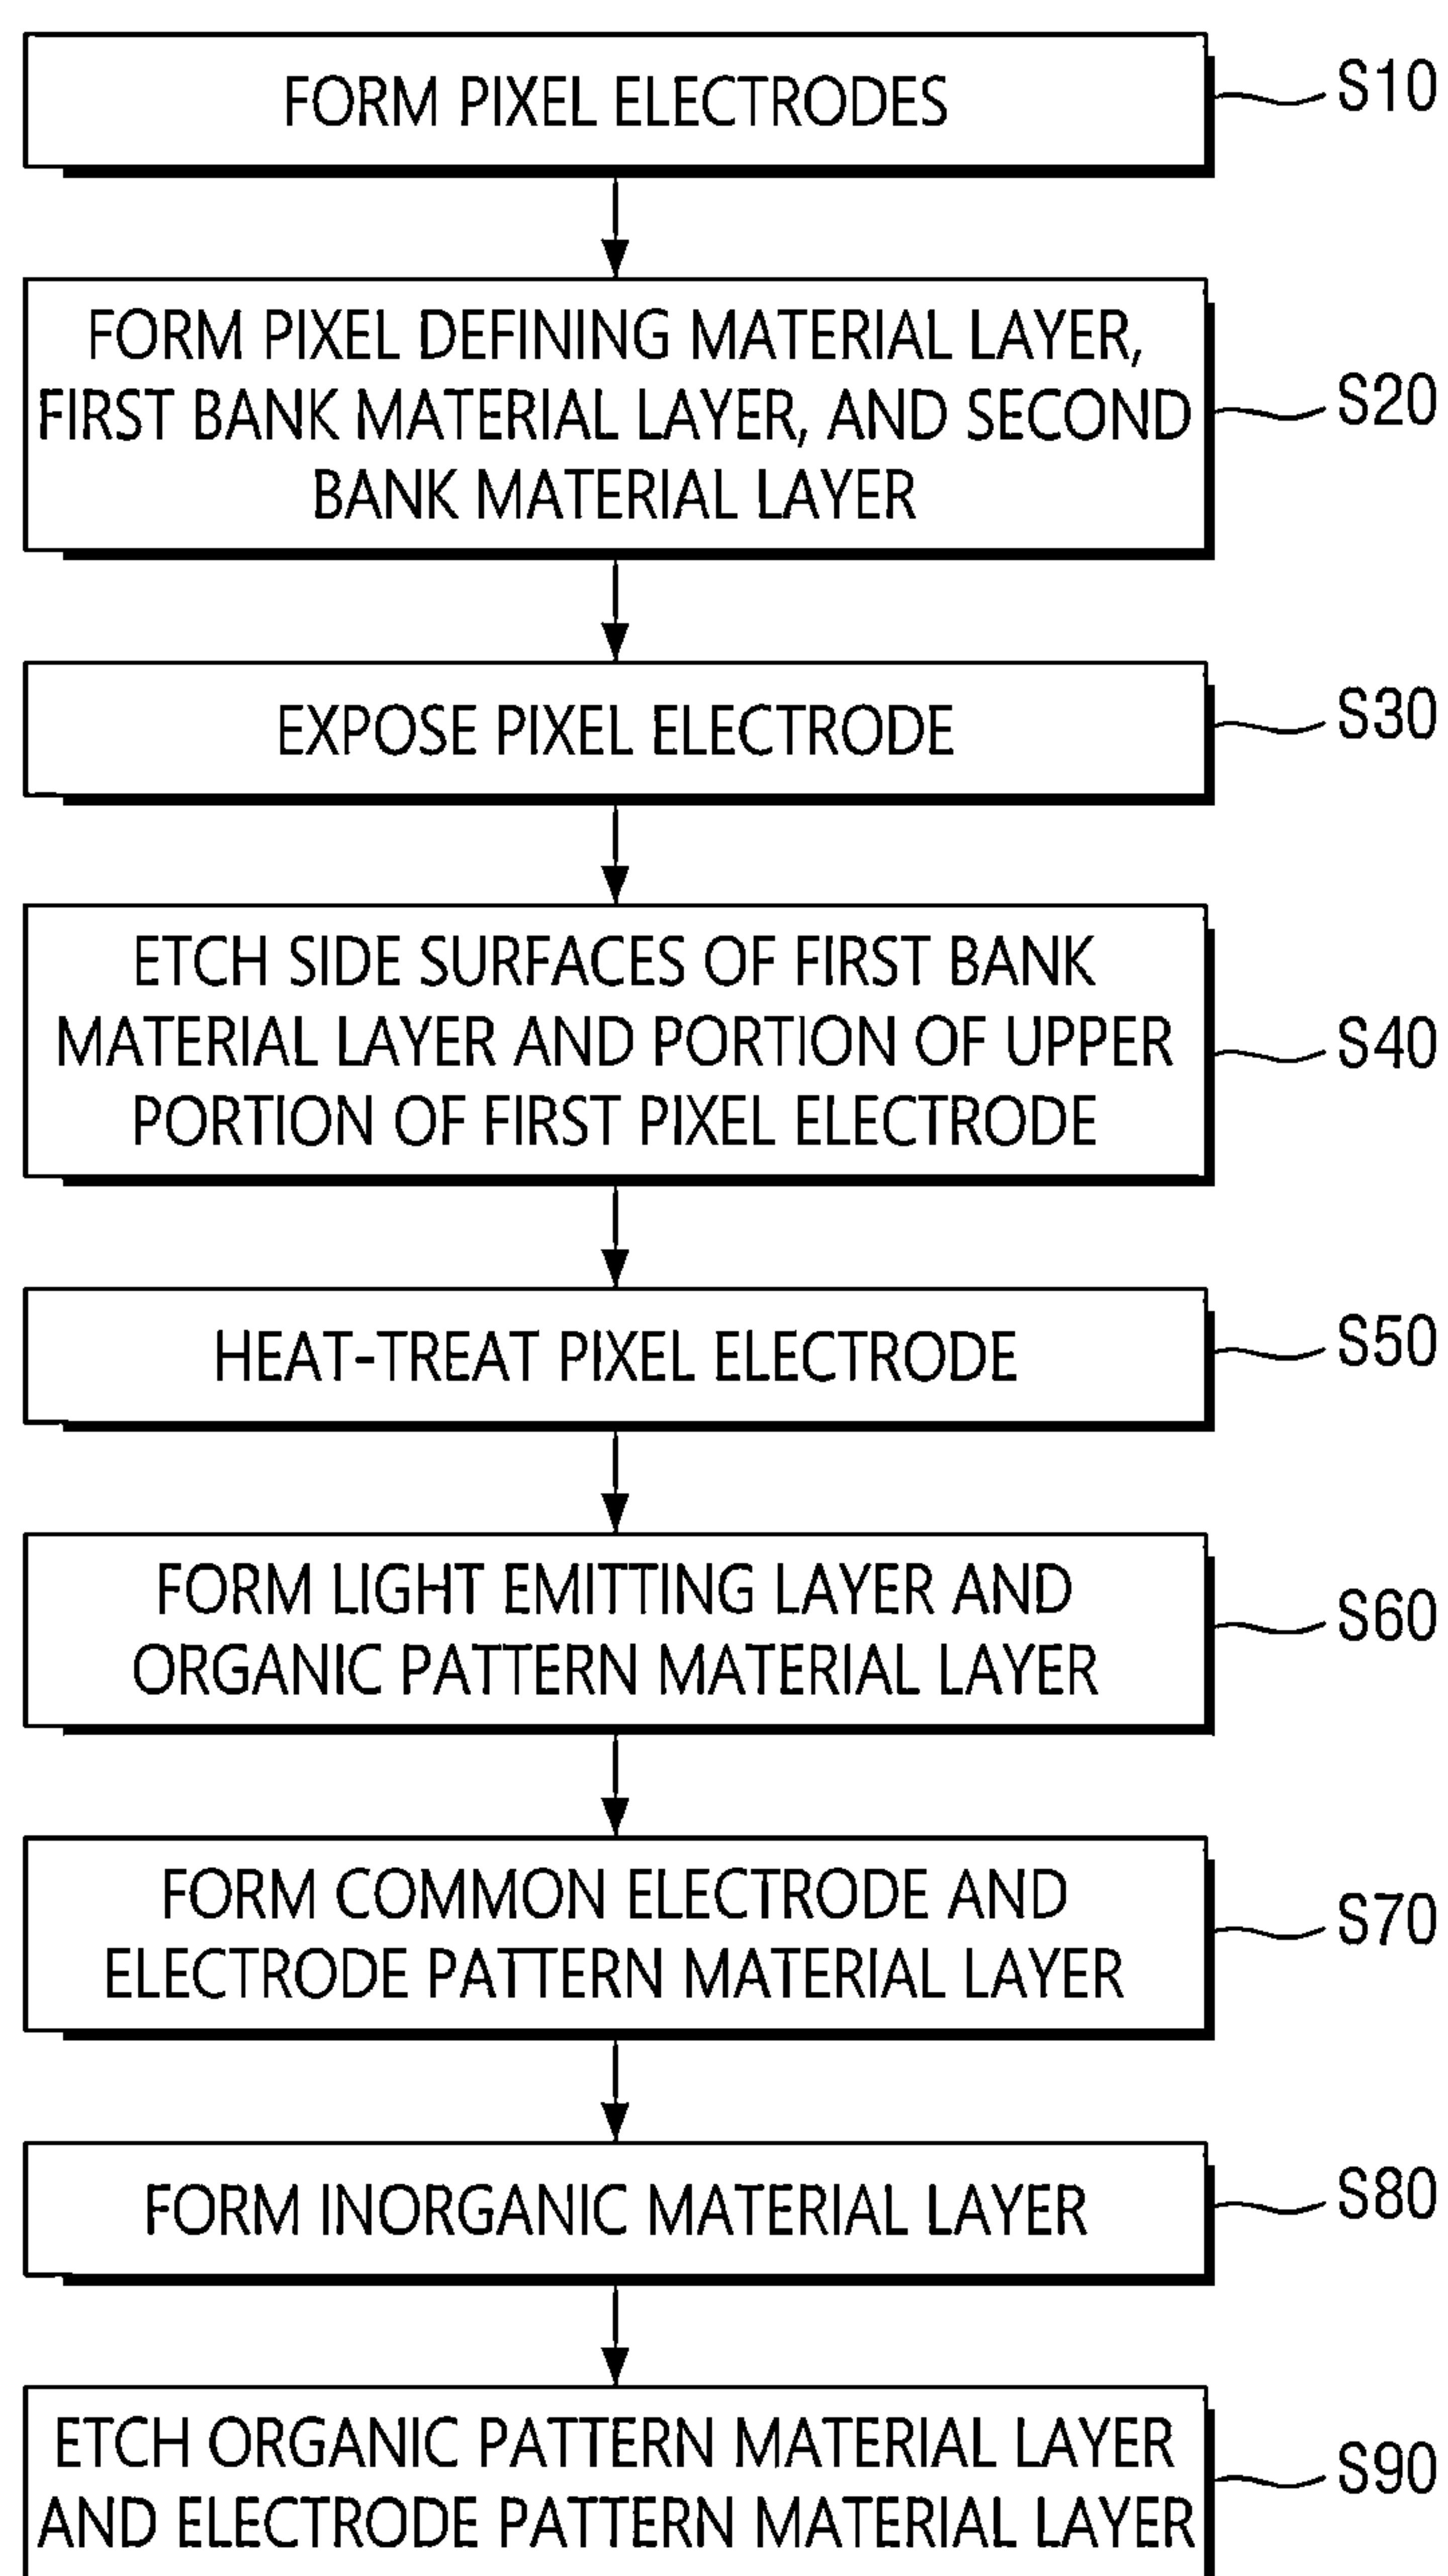 FORM PIXEL ELECTRODES
S10
FORM PIXEL DEFINING MATERIAL LAYER,
FIRST BANK MATERIAL LAYER, AND SECOND
BANK MATERIAL LAYER
S20
EXPOSE PIXEL ELECTRODE
S30
ETCH SIDE SURFACES OF FIRST BANK
MATERIAL LAYER AND PORTION OF UPPER
PORTION OF FIRST PIXEL ELECTRODE
S40
HEAT-TREAT PIXEL ELECTRODE
S50
FORM LIGHT EMITTING LAYER AND
ORGANIC PATTERN MATERIAL LAYER
S60
FORM COMMON ELECTRODE AND
ELECTRODE PATTERN MATERIAL LAYER
S70
FORM INORGANIC MATERIAL LAYER
S80
ETCH ORGANIC PATTERN MATERIAL LAYER
AND ELECTRODE PATTERN MATERIAL LAYER
S90